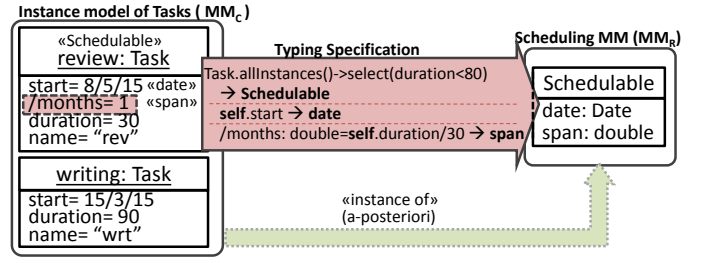 Instance model of Tasks ( MM_C)
«Schedulable»
review: Task
start= 8/5/15 «date»
/months= 1 «span»
duration= 30
name= “rev”
writing: Task
start= 15/3/15
duration= 90
name= “wrt”
Typing Specification
Task.allInstances()->select(duration<80)
→ Schedulable
self.start → date
/months: double=self.duration/30 → span
«instance of»
(a-posteriori)
Scheduling MM (MM_R)
Schedulable
date: Date
span: double